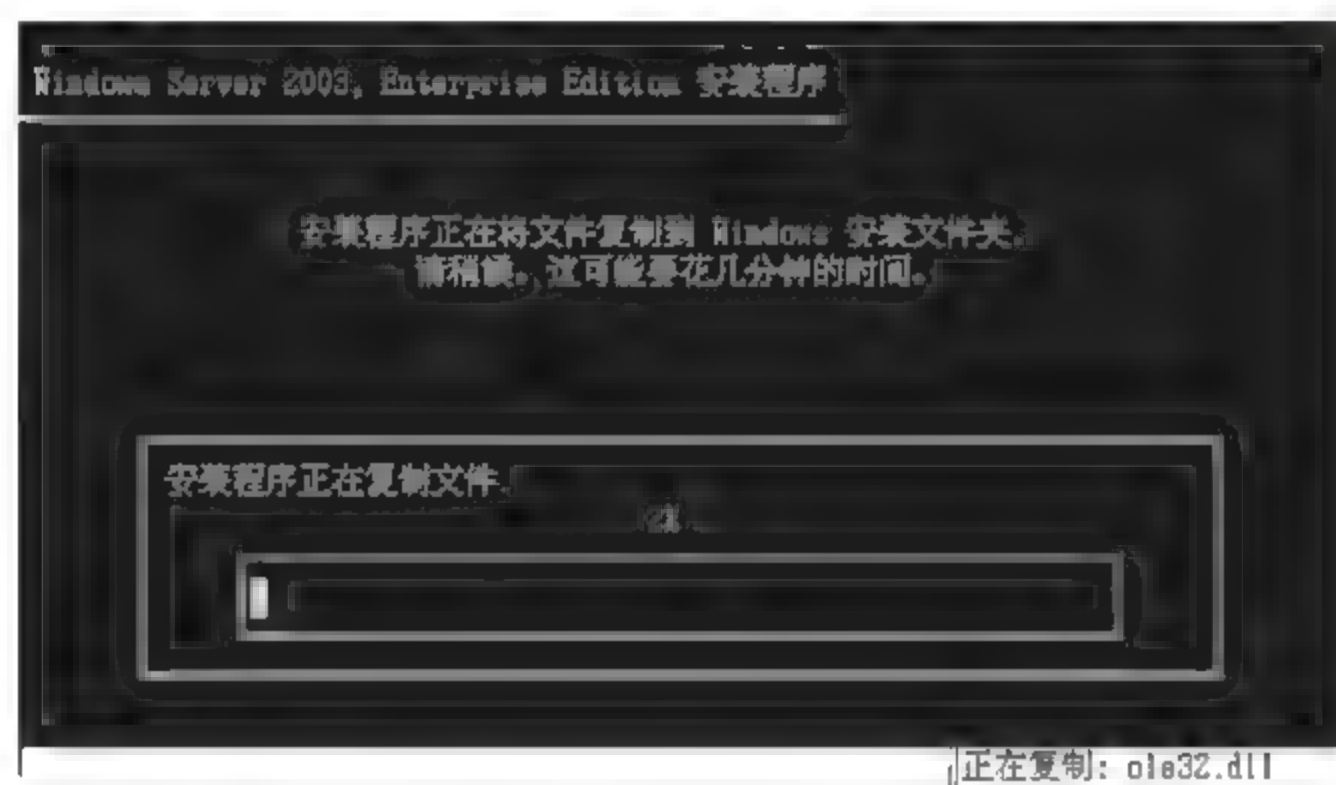 Windows Server 2003, Enterprise Edition 安装程序
安装程序正在将文件复制到 Windows 安装文件夹,
请稍候。这可能要花几分钟的时间。
安装程序正在复制文件.
正在复制: ole32.dll